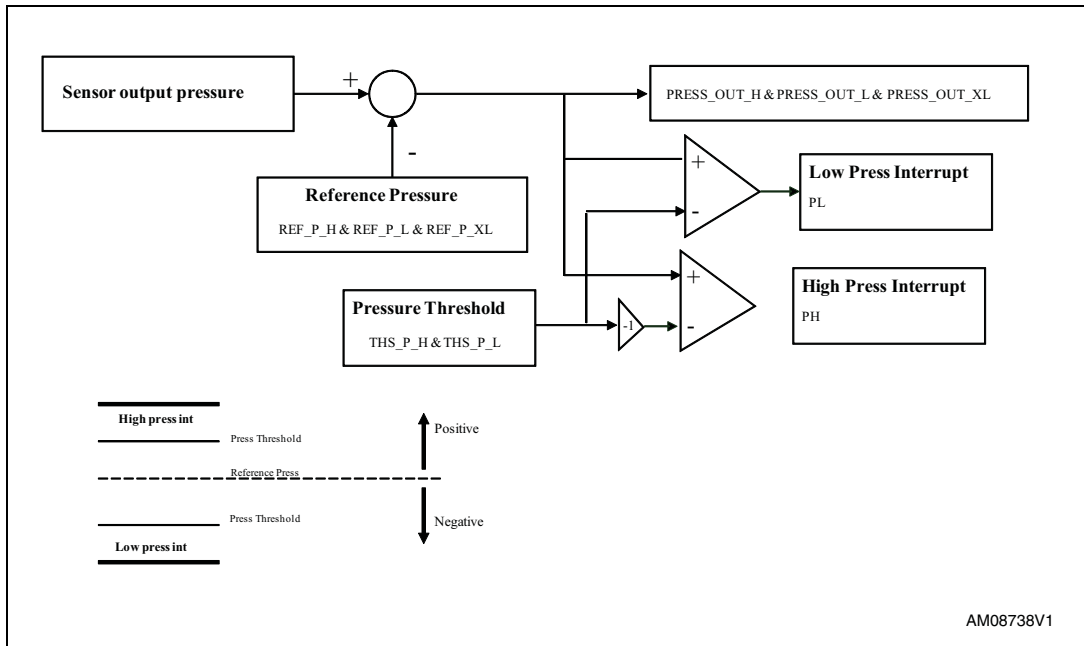 Sensor output pressure
+
-
PRESS_OUT_H & PRESS_OUT_L & PRESS_OUT_XL
Reference Pressure
REF_P_H & REF_P_L & REF_P_XL
+
-
Low Press Interrupt
PL
Pressure Threshold
THS_P_H & THS_P_L
-1
+
-
High Press Interrupt
PH
High press int
Press Threshold
Positive
Reference Press
Press Threshold
Negative
Low press int
AM08738V1